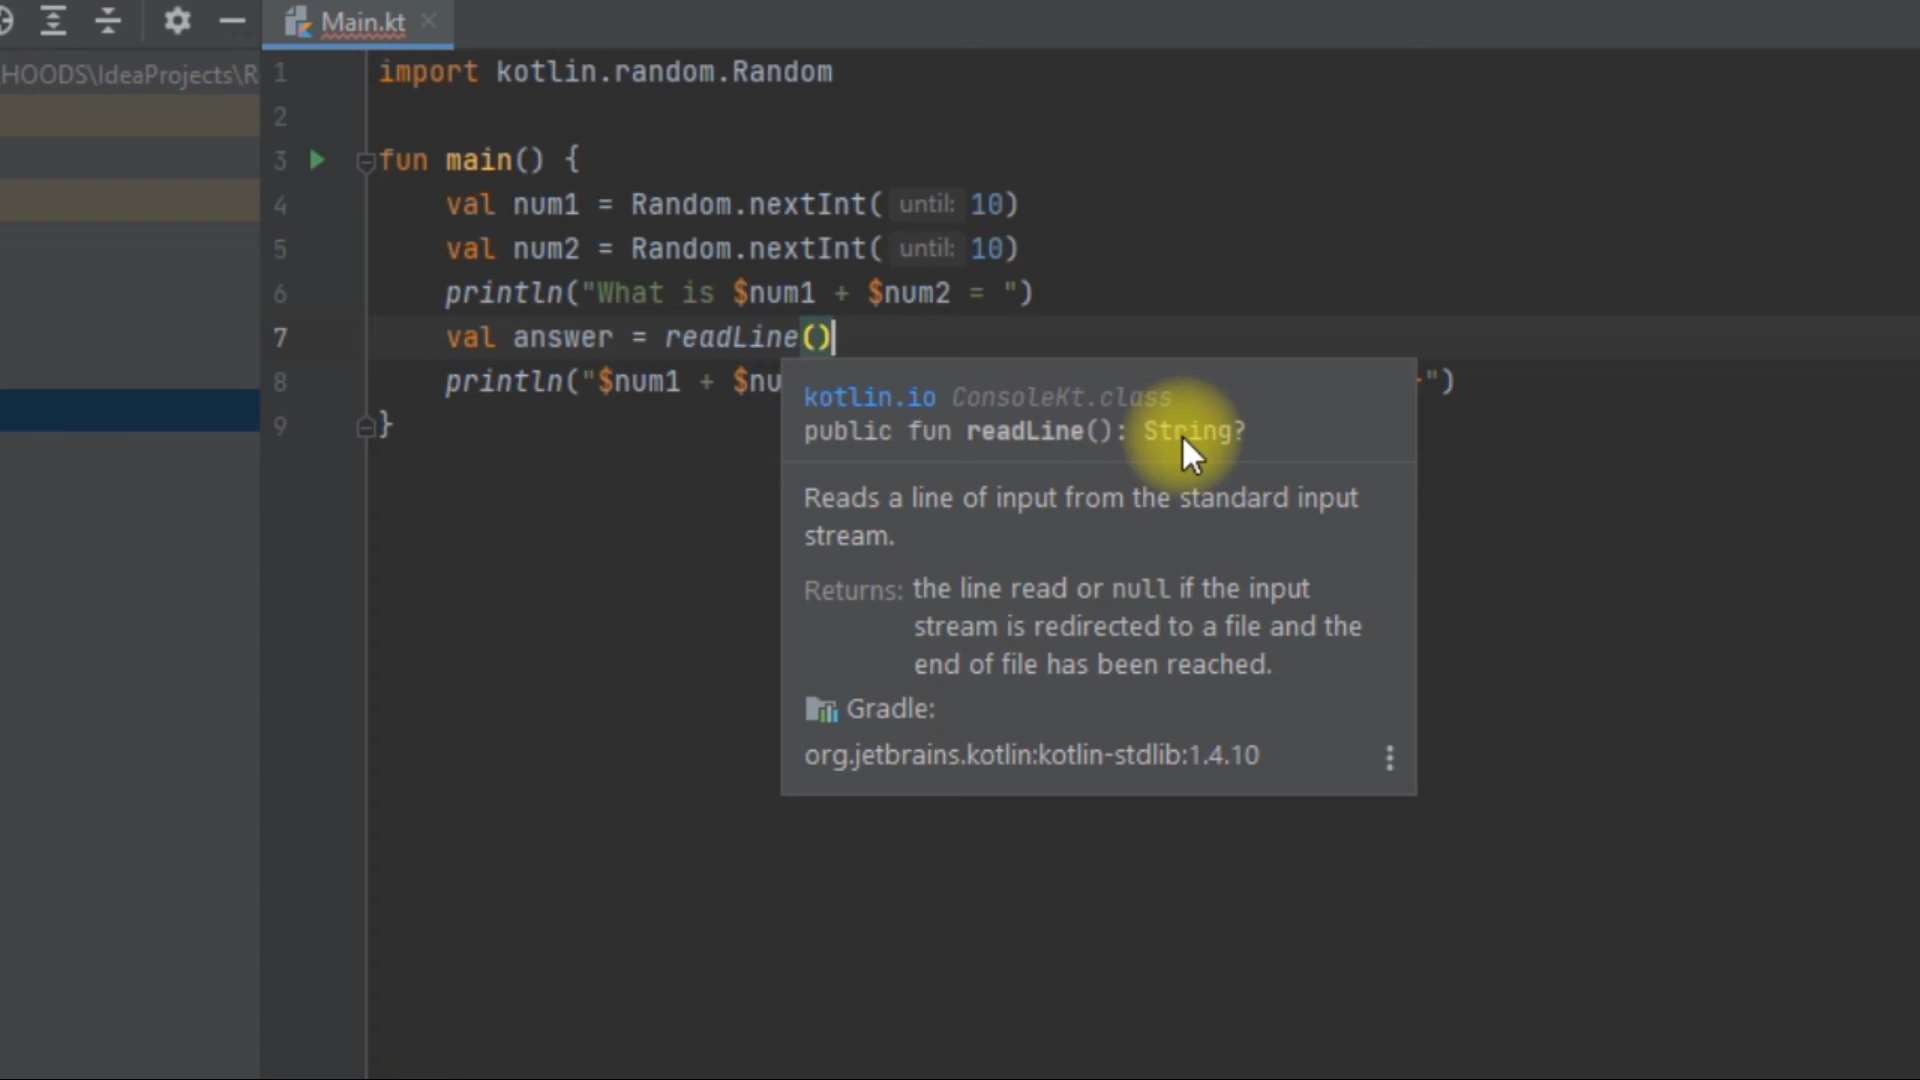 Main.kt
HOODS\IdeaProjects\R
1 import kotlin.random.Random
2
3 fun main() {
4 val num1 = Random.nextInt( until: 10)
5 val num2 = Random.nextInt( until: 10)
6 println("What is $num1 + $num2 = ")
7 val answer = readLine()
8 println("$num1 + $nu ")
9 }
kotlin.io ConsoleKt.class
public fun readLine(): String?
Reads a line of input from the standard input
stream.
Returns: the line read or null if the input
stream is redirected to a file and the
end of file has been reached.
Gradle:
org.jetbrains.kotlin:kotlin-stdlib:1.4.10